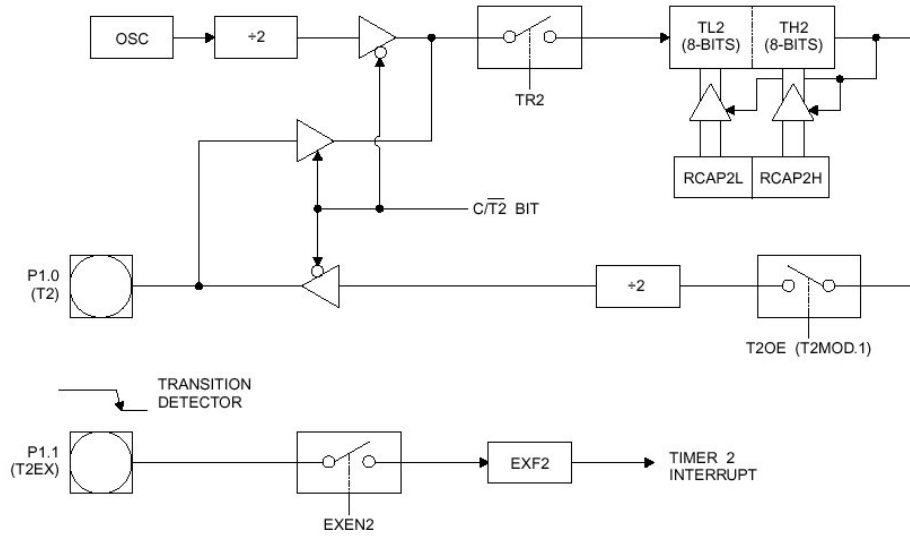 OSC
÷2
TR2
TL2
(8-BITS)
TH2
(8-BITS)
RCAP2L
RCAP2H
C/T̅2̅ BIT
P1.0
(T2)
÷2
T2OE (T2MOD.1)
TRANSITION
DETECTOR
P1.1
(T2EX)
EXEN2
EXF2
TIMER 2
INTERRUPT